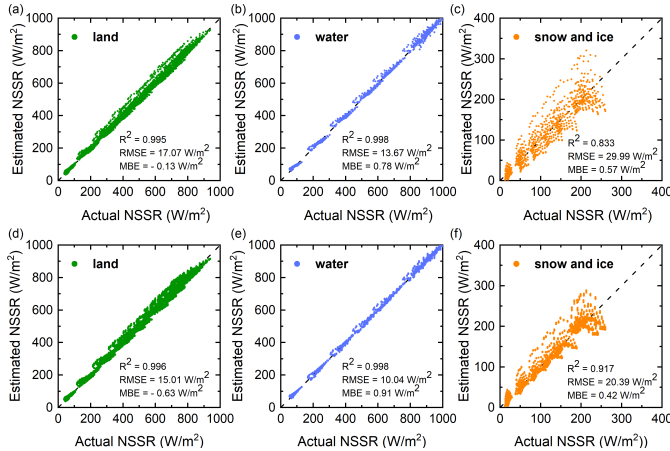 (a)
land
Estimated NSSR (W/m²)
1000
800
600
400
200
0
R² = 0.995
RMSE = 17.07 W/m²
MBE = - 0.13 W/m²
0 200 400 600 800 1000
Actual NSSR (W/m²)
(b)
water
Estimated NSSR (W/m²)
1000
800
600
400
200
0
R² = 0.998
RMSE = 13.67 W/m²
MBE = 0.78 W/m²
0 200 400 600 800 1000
Actual NSSR (W/m²)
(c)
snow and ice
Estimated NSSR (W/m²)
400
300
200
100
0
R² = 0.833
RMSE = 29.99 W/m²
MBE = 0.57 W/m²
0 100 200 300 400
Actual NSSR (W/m²)
(d)
land
Estimated NSSR (W/m²)
1000
800
600
400
200
0
R² = 0.996
RMSE = 15.01 W/m²
MBE = - 0.63 W/m²
0 200 400 600 800 1000
Actual NSSR (W/m²)
(e)
water
Estimated NSSR (W/m²)
1000
800
600
400
200
0
R² = 0.998
RMSE = 10.04 W/m²
MBE = 0.91 W/m²
0 200 400 600 800 1000
Actual NSSR (W/m²)
(f)
snow and ice
Estimated NSSR (W/m²)
400
300
200
100
0
R² = 0.917
RMSE = 20.39 W/m²
MBE = 0.42 W/m²
0 100 200 300 400
Actual NSSR (W/m²))